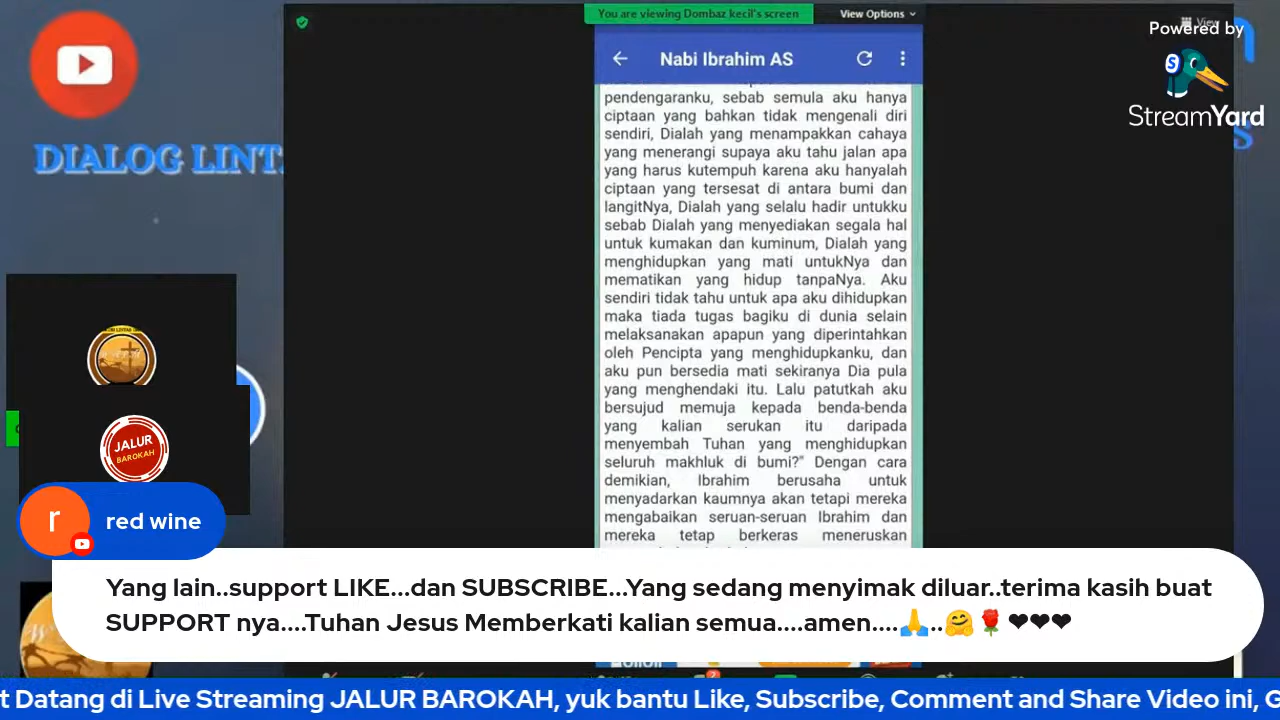 You are viewing Dombaz kecil's screen
View Options
View
Powered by
StreamYard
DIALOG LINT
S
Nabi Ibrahim AS
pendengaranku, sebab semula aku hanya
ciptaan yang bahkan tidak mengenali diri
sendiri, Dialah yang menampakkan cahaya
yang menerangi supaya aku tahu jalan apa
yang harus kutempuh karena aku hanyalah
ciptaan yang tersesat di antara bumi dan
langitNya, Dialah yang selalu hadir untukku
sebab Dialah yang menyediakan segala hal
untuk kumakan dan kuminum, Dialah yang
menghidupkan yang mati untukNya dan
mematikan yang hidup tanpaNya. Aku
sendiri tidak tahu untuk apa aku dihidupkan
maka tiada tugas bagiku di dunia selain
melaksanakan apapun yang diperintahkan
oleh Pencipta yang menghidupkanku, dan
aku pun bersedia mati sekiranya Dia pula
yang menghendaki itu. Lalu patutkah aku
bersujud memuja kepada benda-benda
yang kalian serukan itu daripada
menyembah Tuhan yang menghidupkan
seluruh makhluk di bumi?" Dengan cara
demikian, Ibrahim berusaha untuk
menyadarkan kaumnya akan tetapi mereka
mengabaikan seruan-seruan Ibrahim dan
mereka tetap berkeras meneruskan
JALUR
BAROKAH
r
red wine
Yang lain..support LIKE...dan SUBSCRIBE...Yang sedang menyimak diluar..terima kasih buat
SUPPORT nya....Tuhan Jesus Memberkati kalian semua....amen....🙏..🤗🌹❤❤❤
t Datang di Live Streaming JALUR BAROKAH, yuk bantu Like, Subscribe, Comment and Share Video ini, G